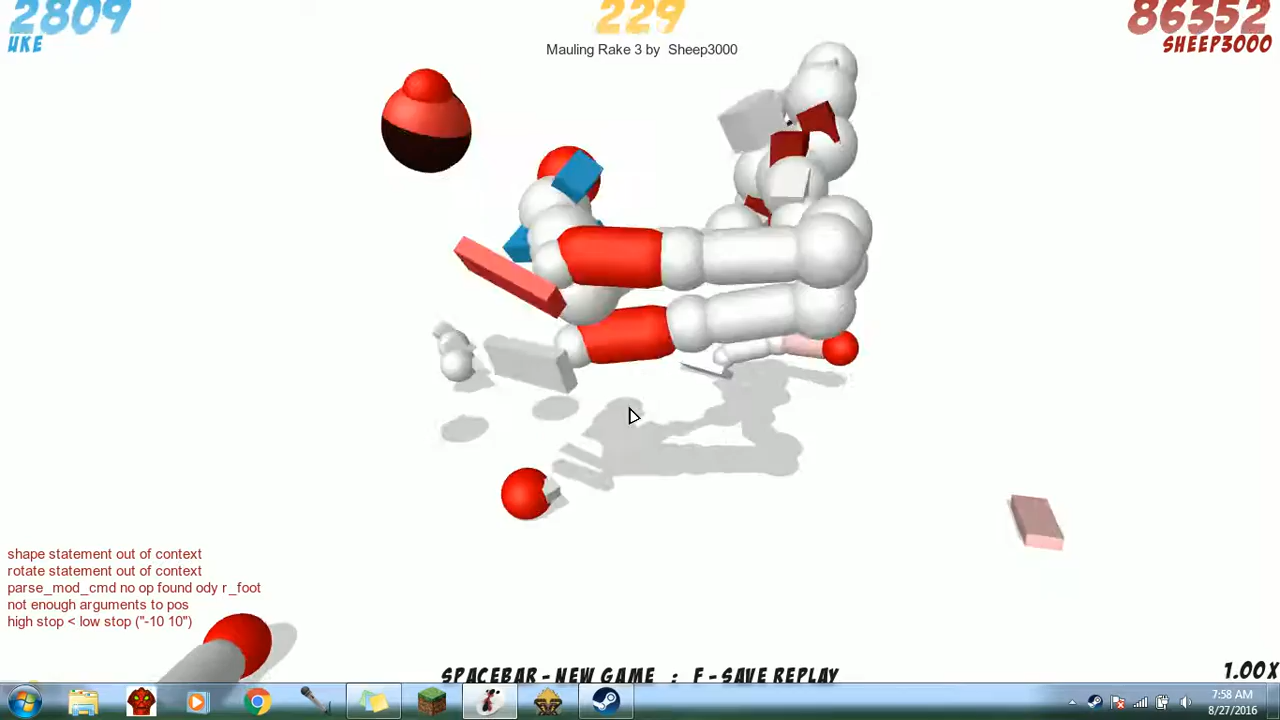 2809
UKE
229
Mauling Rake 3 by  Sheep3000
86352
SHEEP3000
shape statement out of context
rotate statement out of context
parse_mod_cmd no op found ody r_foot
not enough arguments to pos
high stop < low stop ("-10 10")
SPACEBAR - NEW GAME : F - SAVE REPLAY
1.00X
7:58 AM
8/27/2016